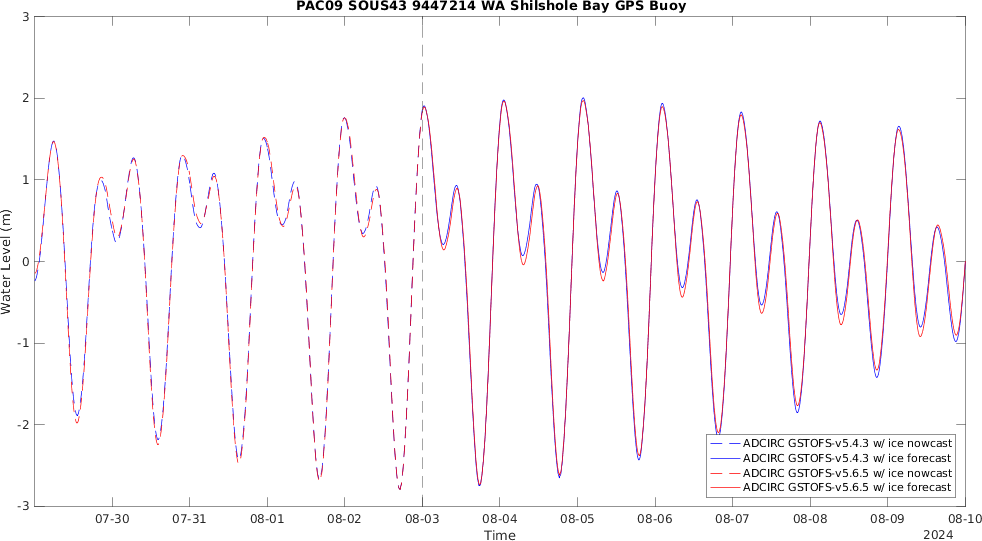 PAC09 SOUS43 9447214 WA Shilshole Bay GPS Buoy
3
2
1
0
-1
-2
-3
Water Level (m)
ADCIRC GSTOFS-v5.4.3 w/ ice nowcast
ADCIRC GSTOFS-v5.4.3 w/ ice forecast
ADCIRC GSTOFS-v5.6.5 w/ ice nowcast
ADCIRC GSTOFS-v5.6.5 w/ ice forecast
07-30 07-31 08-01 08-02 08-03 08-04 08-05 08-06 08-07 08-08 08-09 08-10
Time
2024